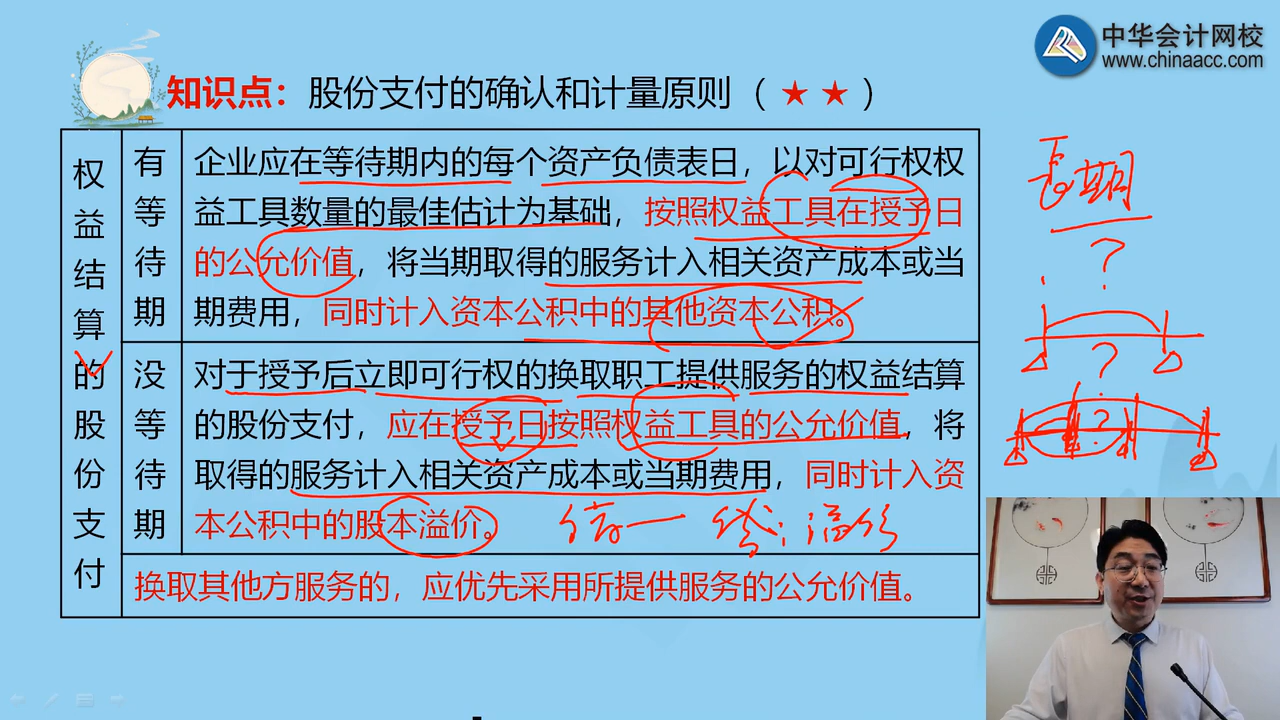 中华会计网校
www.chinaacc.com
知识点：股份支付的确认和计量原则（★★）
权益结算的股份支付
有等待期
企业应在等待期内的每个资产负债表日，以对可行权权
益工具数量的最佳估计为基础，按照权益工具在授予日
的公允价值，将当期取得的服务计入相关资产成本或当
期费用，同时计入资本公积中的其他资本公积。
没等待期
对于授予后立即可行权的换取职工提供服务的权益结算
的股份支付，应在授予日按照权益工具的公允价值，将
取得的服务计入相关资产成本或当期费用，同时计入资
本公积中的股本溢价。
换取其他方服务的，应优先采用所提供服务的公允价值。
?
?
?